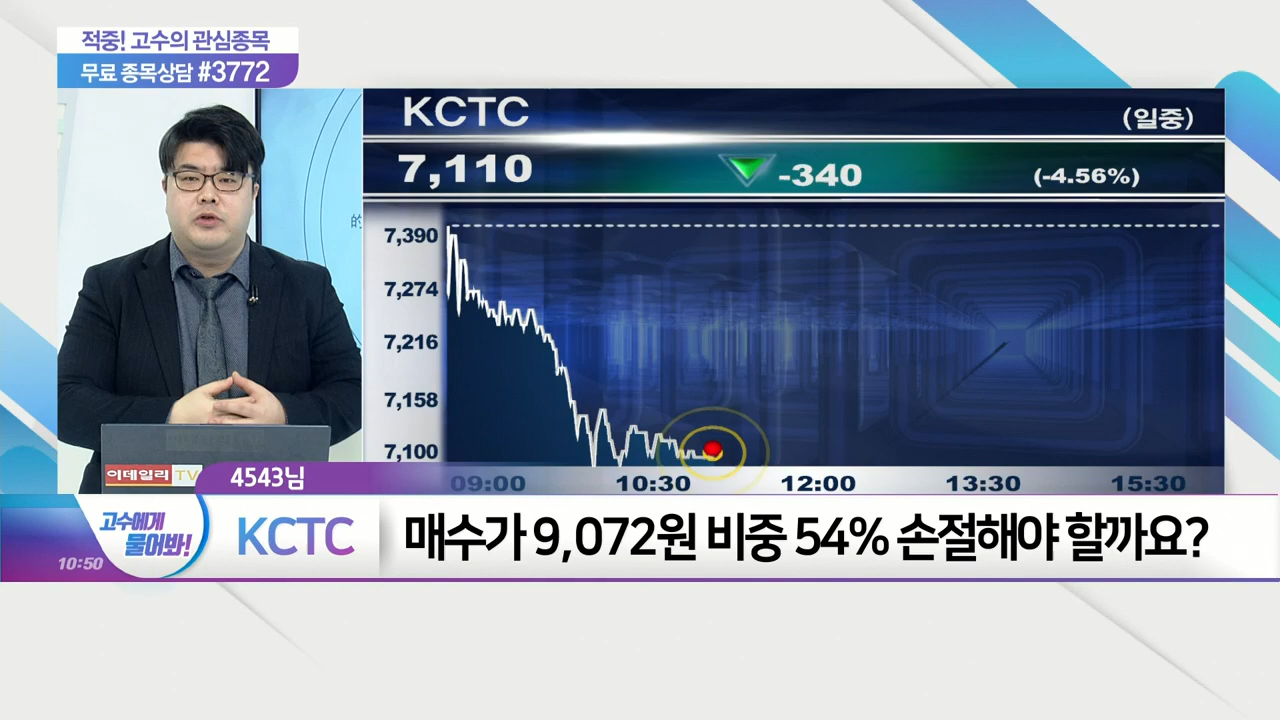 적중! 고수의 관심종목
무료 종목상담 #3772
的
KCTC
(일중)
7,110 -340 (-4.56%)
7,390
7,274
7,216
7,158
7,100
09:00 10:30 12:00 13:30 15:30
이데일리 TV
4543님
고수에게
물어봐!
10:50
KCTC
매수가 9,072원 비중 54% 손절해야 할까요?